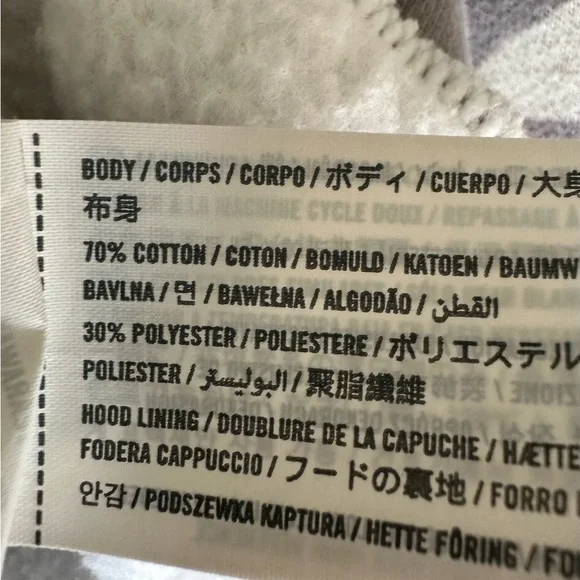 BODY / CORPS / CORPO / ボディ / CUERPO / 大身
布身
70% COTTON / COTON / BOMULD / KATOEN / BAUMW
BAVLNA / 면 / BAWEŁNA / ALGODÃO / القطن
30% POLYESTER / POLIESTERE / ポリエステル
POLIESTER / البوليستر / 聚脂纖維
HOOD LINING / DOUBLURE DE LA CAPUCHE / HÆTTE
FODERA CAPPUCCIO / フードの裏地 / FORRO
안감 / PODSZEWKA KAPTURA / HETTE FÔRING / FO